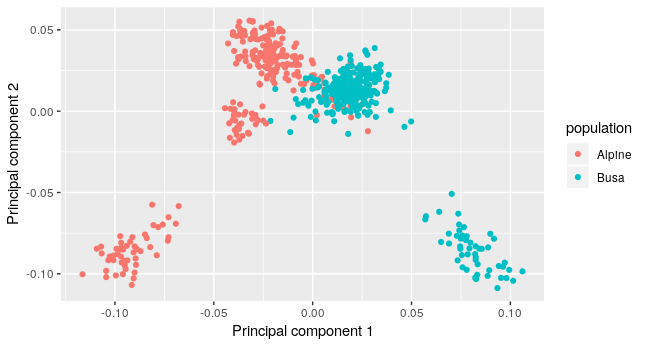 0.05
0.00
-0.05
-0.10
Principal component 2
-0.10
-0.05
0.00
0.05
0.10
Principal component 1
population
Alpine
Busa